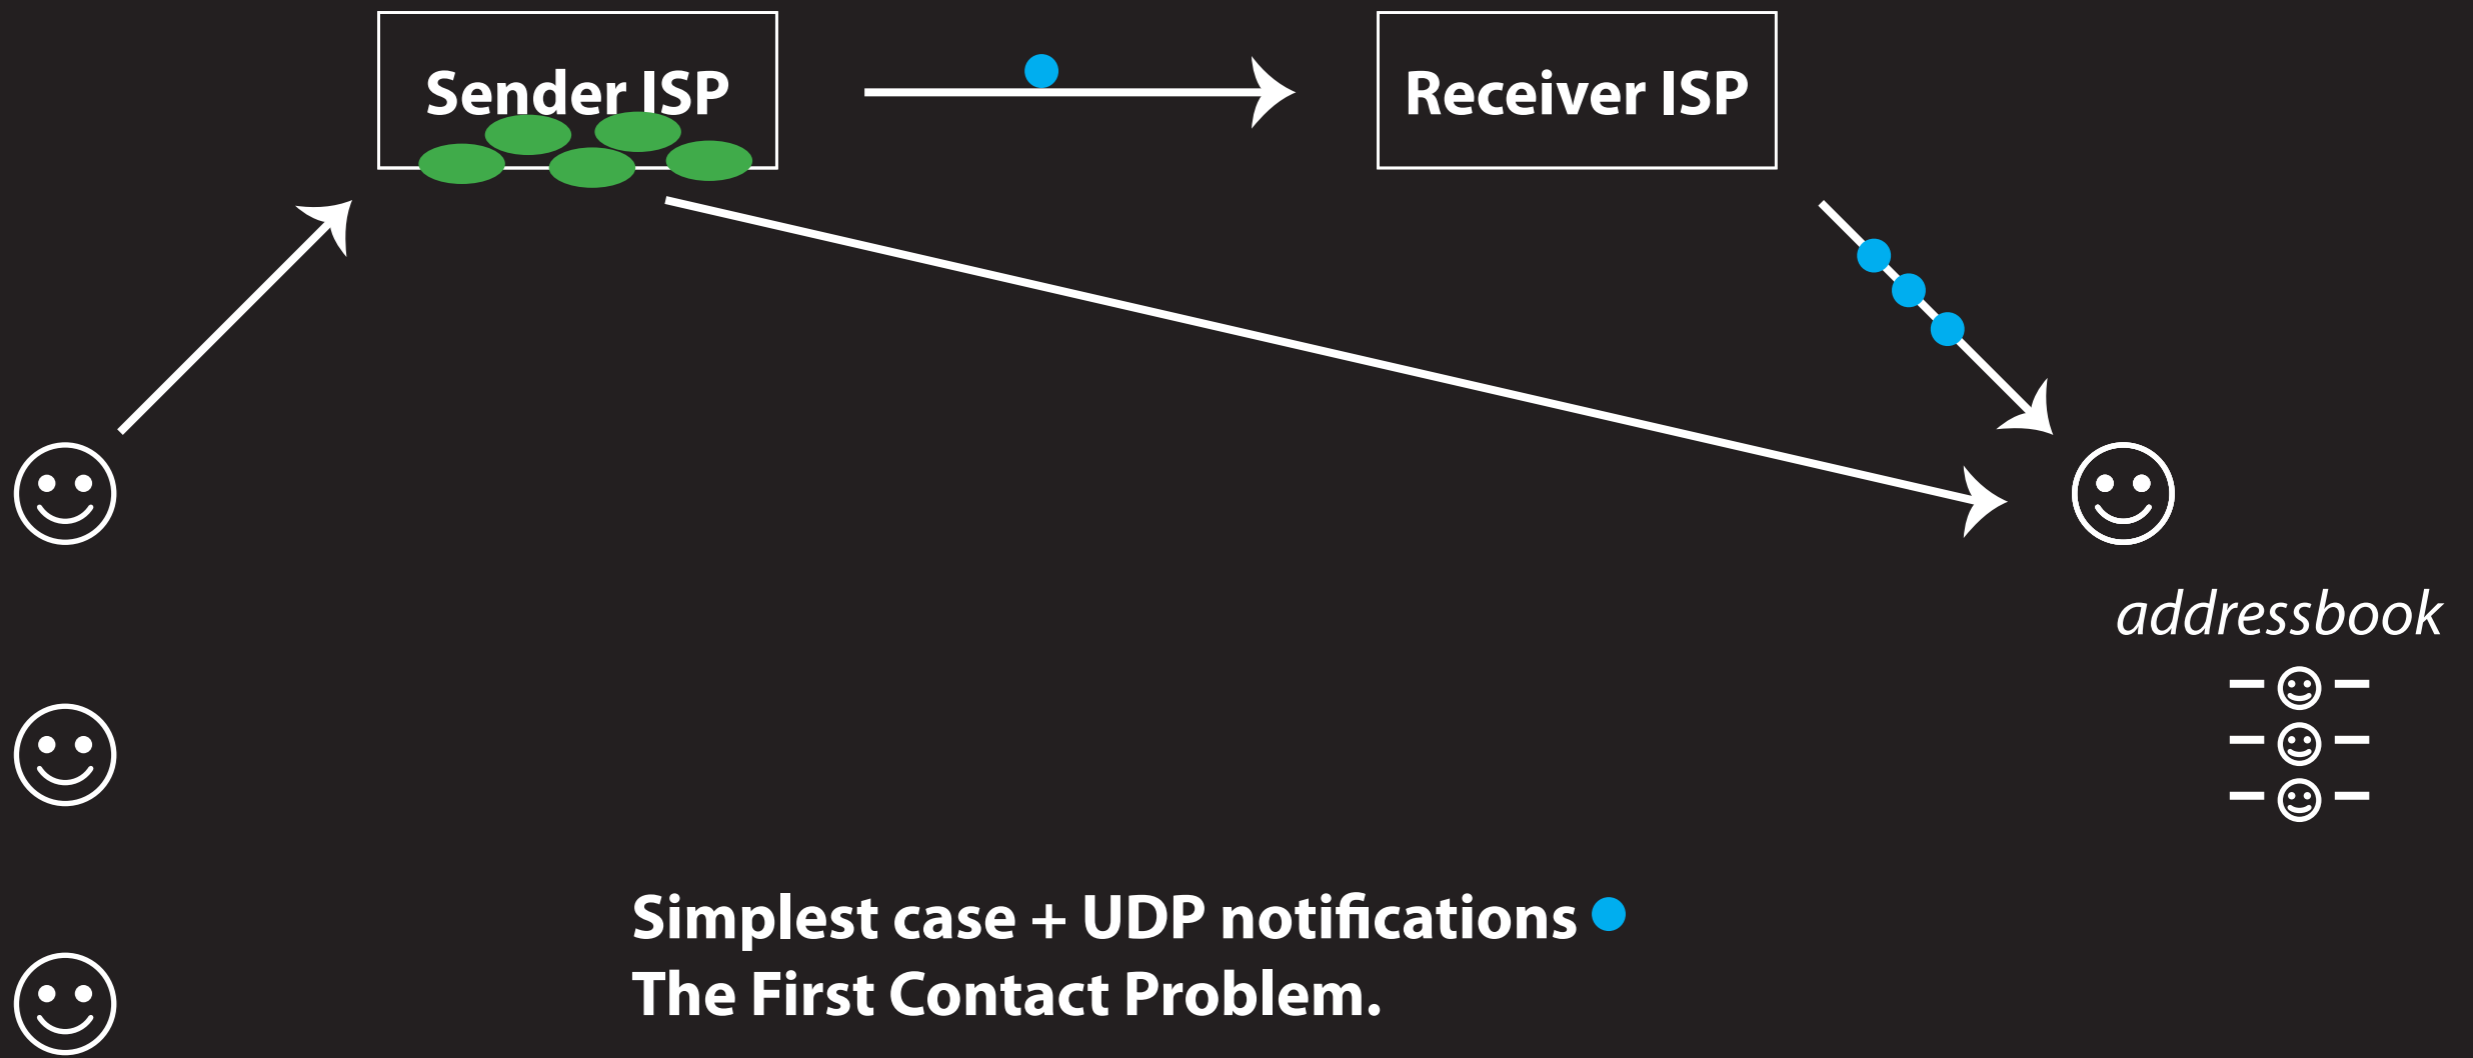 Sender ISP
Receiver ISP
addressbook
Simplest case + UDP notifications
The First Contact Problem.